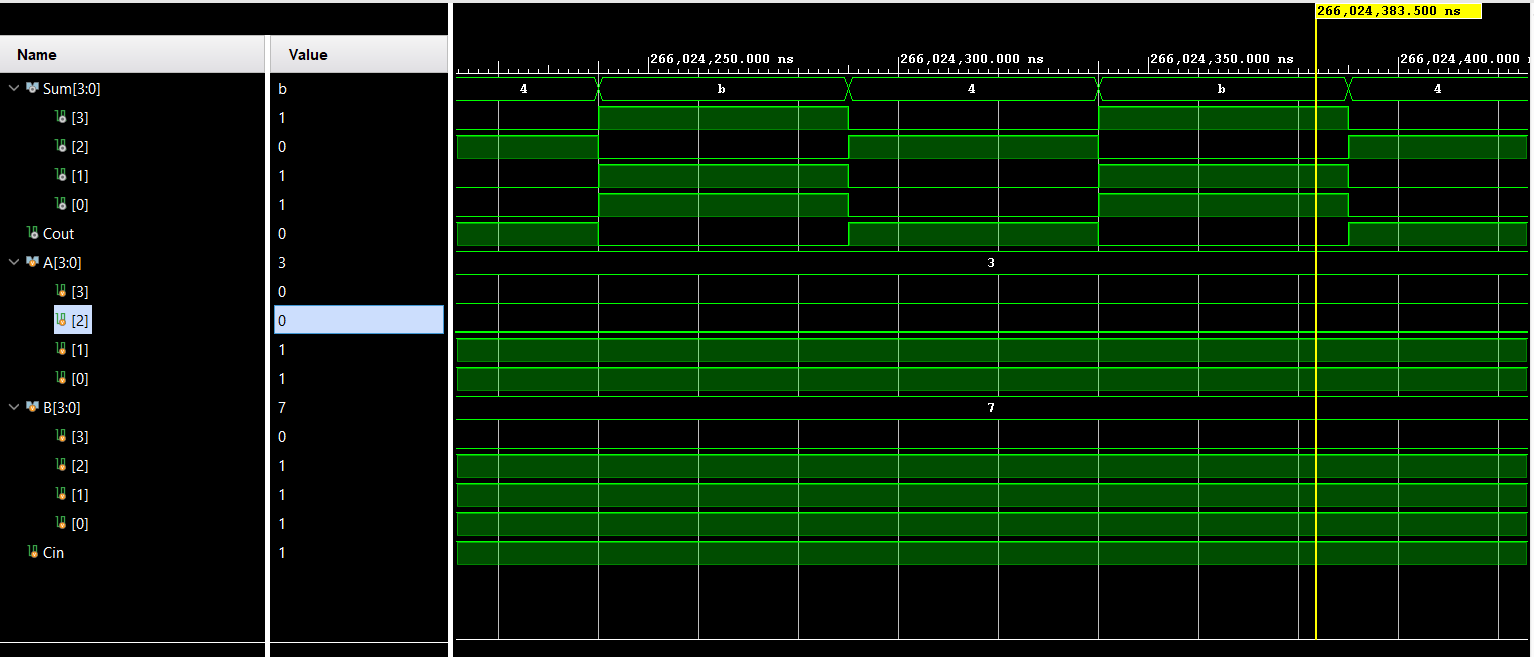 266,024,383.500 ns
Name Value
266,024,250.000 ns 266,024,300.000 ns 266,024,350.000 ns 266,024,400.000
Sum[3:0] b 4 b 4 b 4
[3] 1
[2] 0
[1] 1
[0] 1
Cout 0
A[3:0] 3 3
[3] 0
[2] 0
[1] 1
[0] 1
B[3:0] 7 7
[3] 0
[2] 1
[1] 1
[0] 1
Cin 1